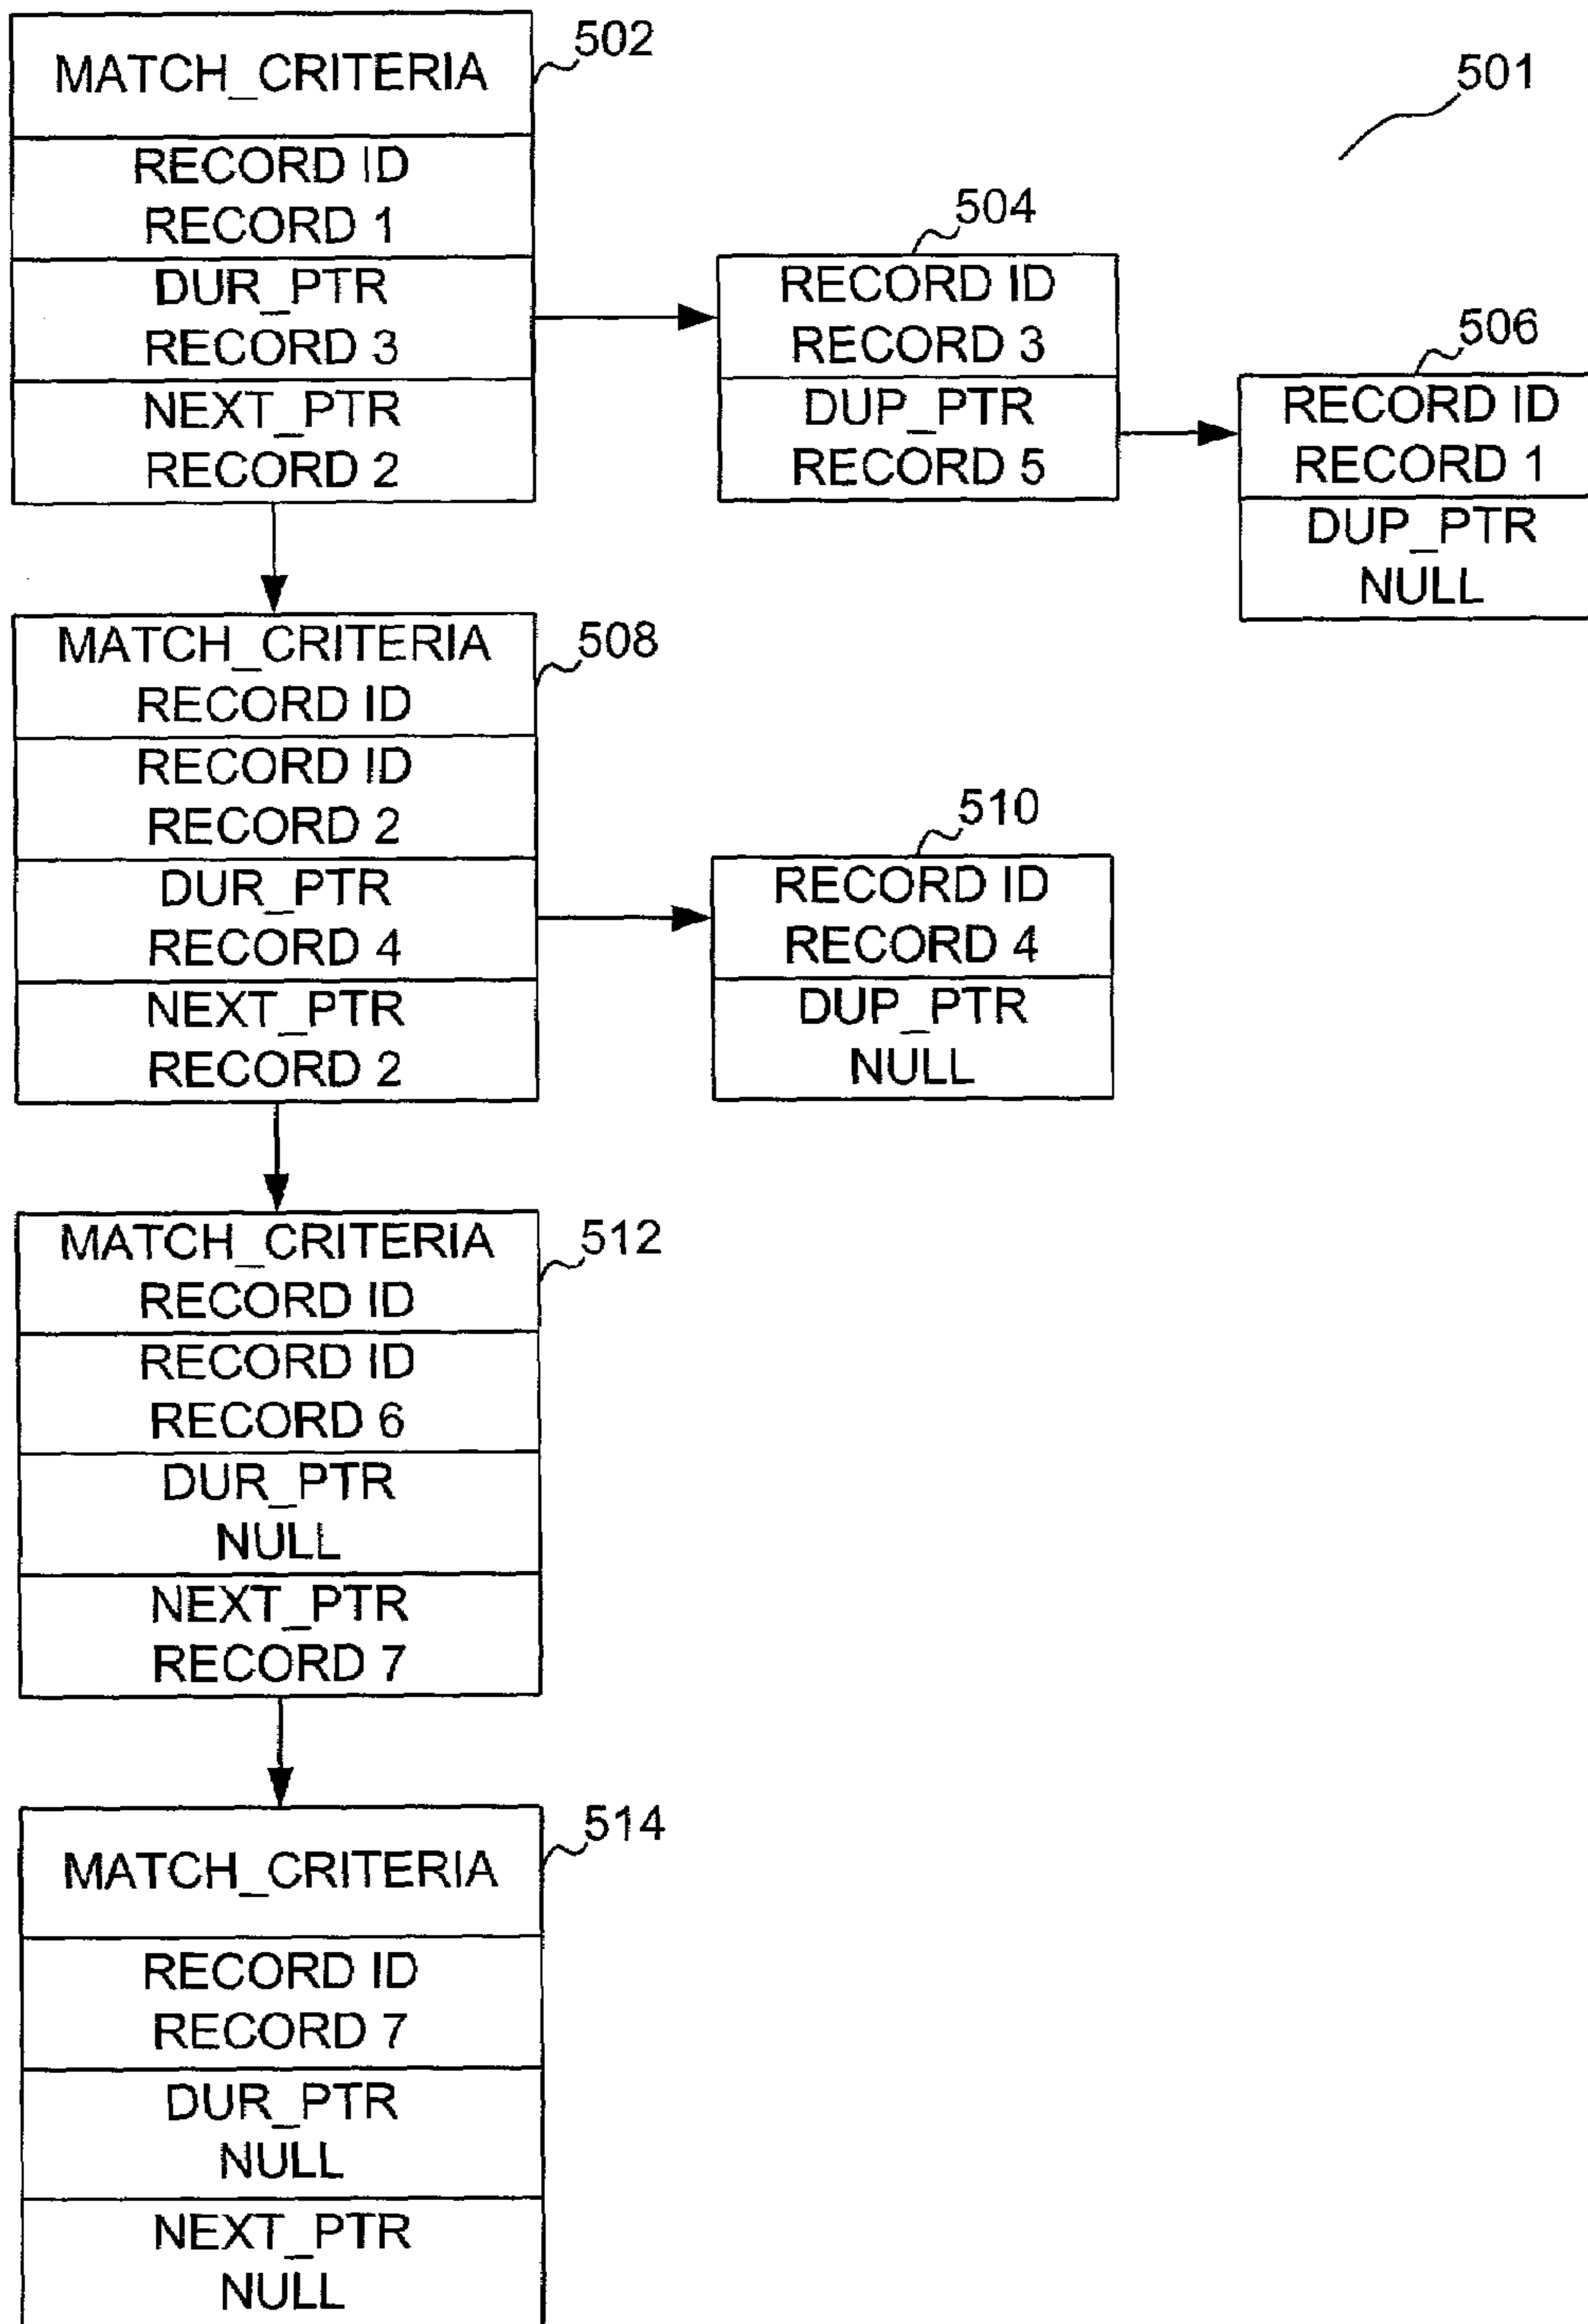 502
MATCH_CRITERIA
RECORD ID
RECORD 1
DUR_PTR
RECORD 3
NEXT_PTR
RECORD 2
501
504
RECORD ID
RECORD 3
DUP_PTR
RECORD 5
506
RECORD ID
RECORD 1
DUP_PTR
NULL
508
MATCH_CRITERIA
RECORD ID
RECORD ID
RECORD 2
DUR_PTR
RECORD 4
NEXT_PTR
RECORD 2
510
RECORD ID
RECORD 4
DUP_PTR
NULL
512
MATCH_CRITERIA
RECORD ID
RECORD ID
RECORD 6
DUR_PTR
NULL
NEXT_PTR
RECORD 7
514
MATCH_CRITERIA
RECORD ID
RECORD 7
DUR_PTR
NULL
NEXT_PTR
NULL